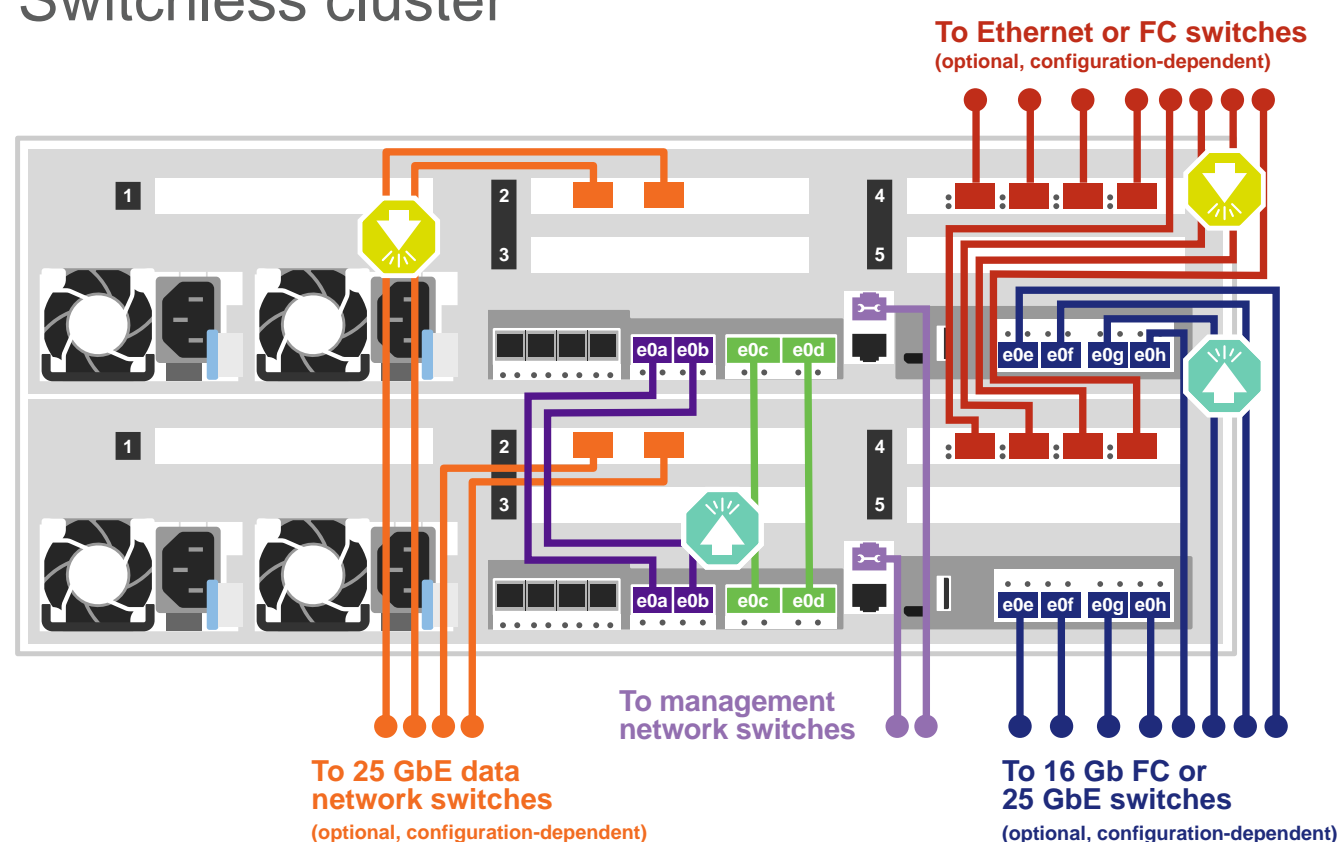 Switchless cluster
To Ethernet or FC switches
(optional, configuration-dependent)
1
2
3
4
5
e0a e0b e0c e0d
e0e e0f e0g e0h
1
2
3
4
5
e0a e0b e0c e0d
e0e e0f e0g e0h
To management
network switches
To 25 GbE data
network switches
(optional, configuration-dependent)
To 16 Gb FC or
25 GbE switches
(optional, configuration-dependent)